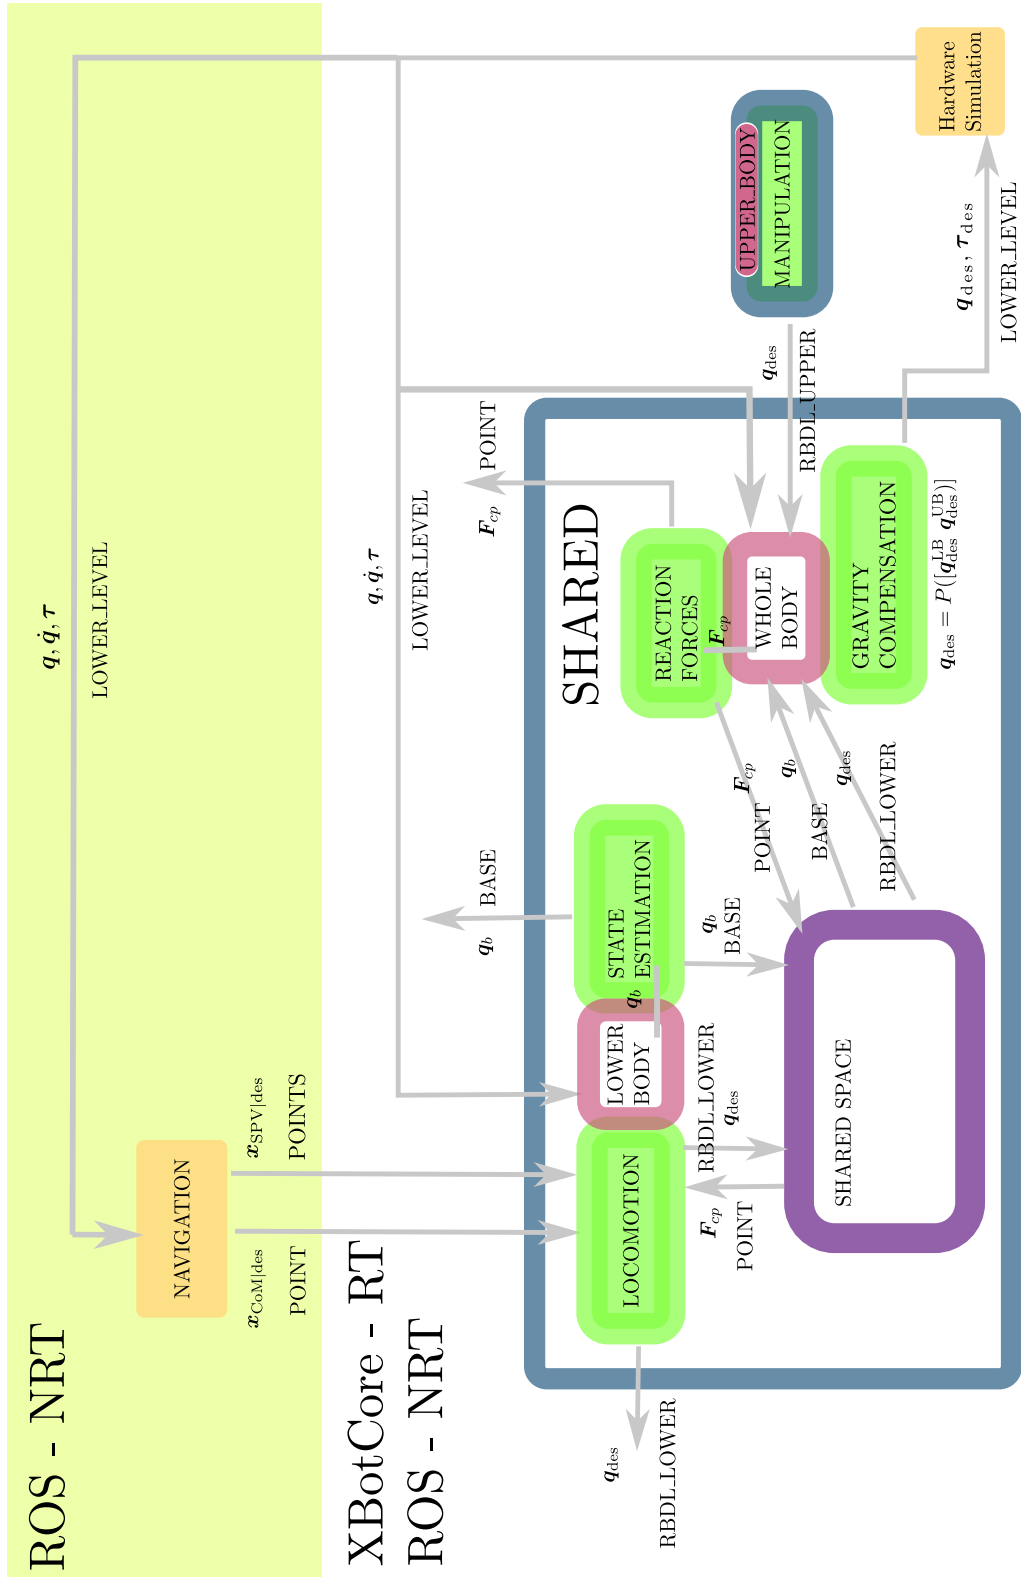 ROS - NRT
q, q̇, τ
LOWER_LEVEL
NAVIGATION
x_CoM|des
POINT
x_SPV|des
POINTS
XBotCore - RT
ROS - NRT
q, q̇, τ
LOWER_LEVEL
q_b
BASE
F_cp
POINT
SHARED
q_des
RBDL_LOWER
LOCOMOTION
LOWER
BODY
q_b
STATE
ESTIMATION
REACTION
FORCES
F_cp
F_cp
POINT
RBDL_LOWER
q_des
q_b
BASE
F_cp
POINT
q_b
BASE
q_des
RBDL_LOWER
WHOLE
BODY
UPPER_BODY
MANIPULATION
q_des
RBDL_UPPER
SHARED SPACE
GRAVITY
COMPENSATION
q_des = P([q_des^LB q_des^UB)]
q_des, τ_des
LOWER_LEVEL
Hardware
Simulation